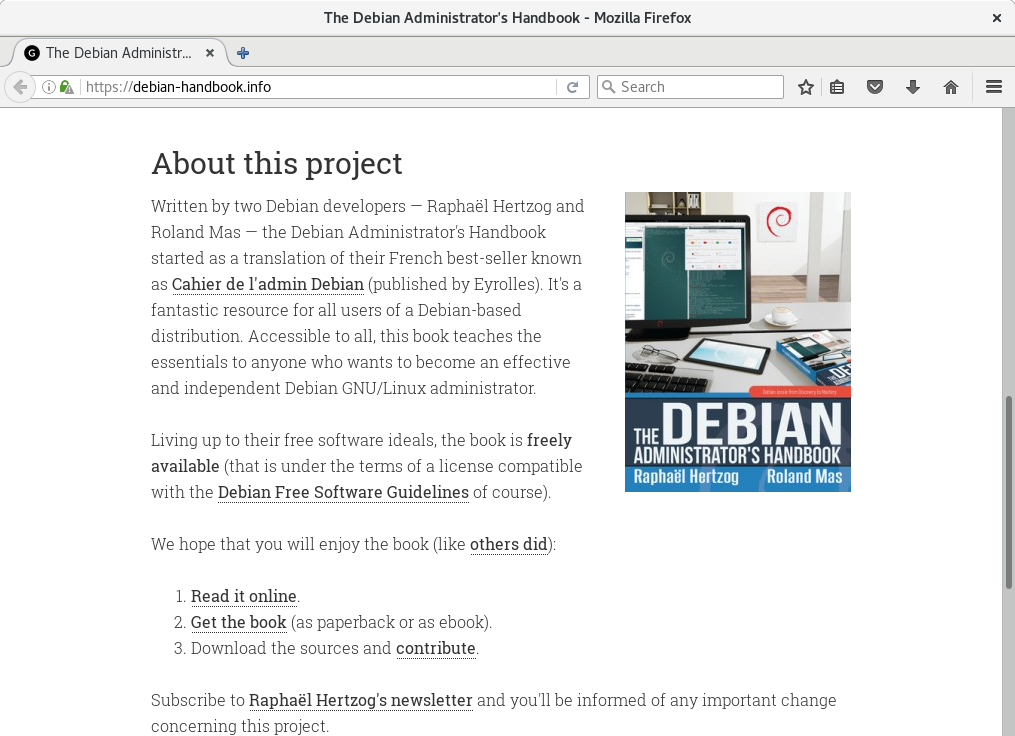 The Debian Administrator's Handbook - Mozilla Firefox
The Debian Administr...
https://debian-handbook.info
Search
About this project
Written by two Debian developers — Raphaël Hertzog and
Roland Mas — the Debian Administrator's Handbook
started as a translation of their French best-seller known
as Cahier de l'admin Debian (published by Eyrolles). It's a
fantastic resource for all users of a Debian-based
distribution. Accessible to all, this book teaches the
essentials to anyone who wants to become an effective
and independent Debian GNU/Linux administrator.
Debian Jessie from Discovery to Mastery
THE DEBIAN
ADMINISTRATOR'S HANDBOOK
Raphaël Hertzog Roland Mas
Living up to their free software ideals, the book is freely
available (that is under the terms of a license compatible
with the Debian Free Software Guidelines of course).
We hope that you will enjoy the book (like others did):
1. Read it online.
2. Get the book (as paperback or as ebook).
3. Download the sources and contribute.
Subscribe to Raphaël Hertzog's newsletter and you'll be informed of any important change
concerning this project.